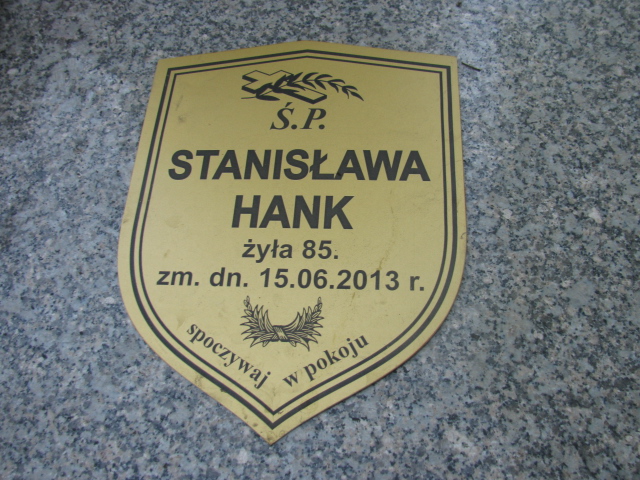 Ś.P.
STANISŁAWA
HANK
żyła 85.
zm. dn. 15.06.2013 r.
spoczywaj w pokoju